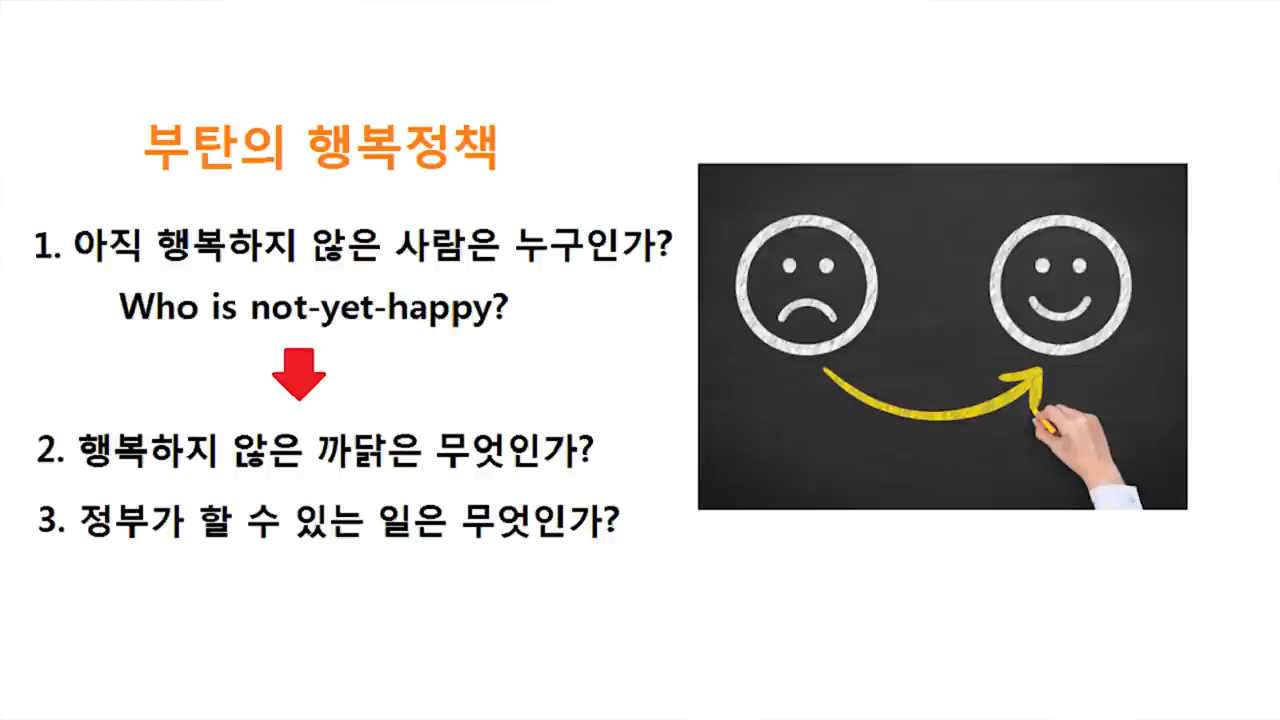 부탄의 행복정책
1. 아직 행복하지 않은 사람은 누구인가?
Who is not-yet-happy?
2. 행복하지 않은 까닭은 무엇인가?
3. 정부가 할 수 있는 일은 무엇인가?